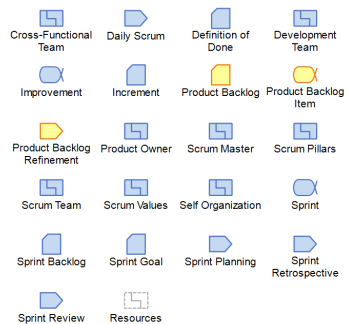 Cross-Functional Team
Daily Scrum
Definition of Done
Development Team
Improvement
Increment
Product Backlog
Product Backlog Item
Product Backlog Refinement
Product Owner
Scrum Master
Scrum Pillars
Scrum Team
Scrum Values
Self Organization
Sprint
Sprint Backlog
Sprint Goal
Sprint Planning
Sprint Retrospective
Sprint Review
Resources